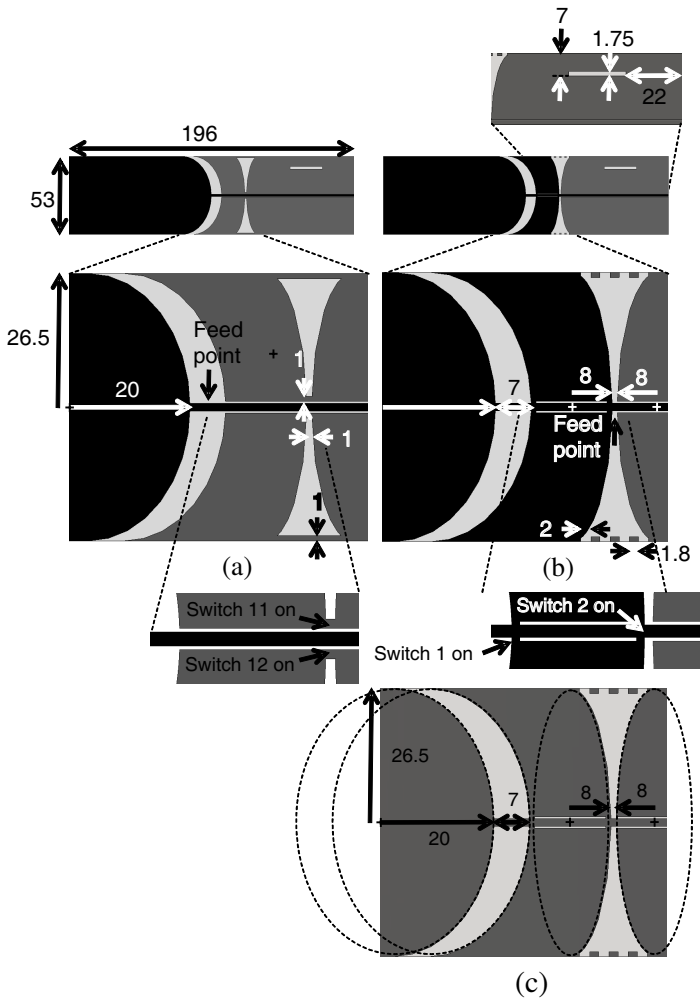 7
1.75
22
196
53
26.5
Feed
point
+
1
20
1
1
(a)
7
8
8
+
+
Feed
point
2
1.8
(b)
Switch 11 on
Switch 12 on
Switch 2 on
Switch 1 on
26.5
7
8
8
20
+
+
(c)